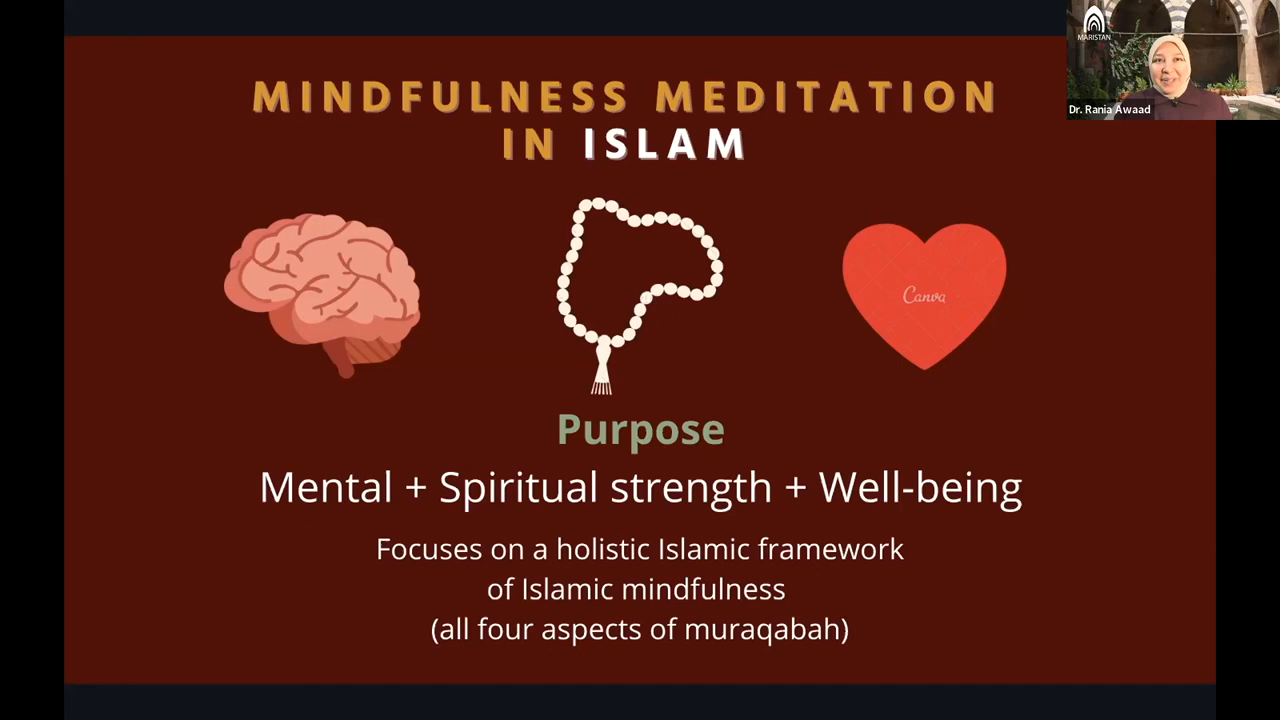 MARISTAN
Dr. Rania Awaad
MINDFULNESS MEDITATION
IN ISLAM
Canva
Purpose
Mental + Spiritual strength + Well-being
Focuses on a holistic Islamic framework
of Islamic mindfulness
(all four aspects of muraqabah)